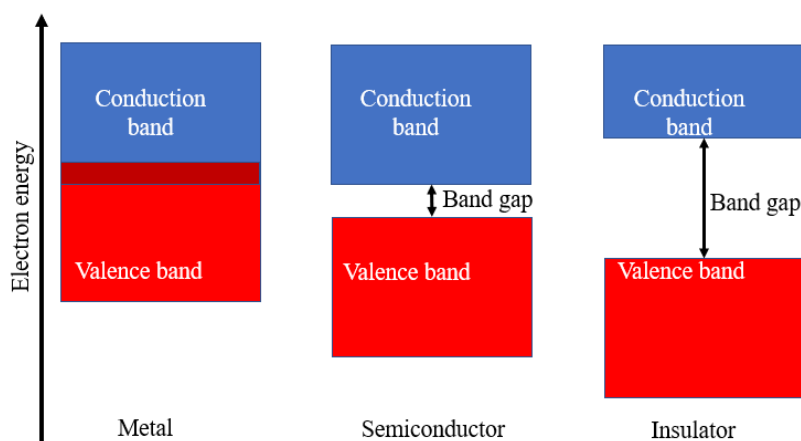 Electron energy
Conduction
band
Valence band
Metal
Conduction
band
Band gap
Valence band
Semiconductor
Conduction
band
Band gap
Valence band
Insulator